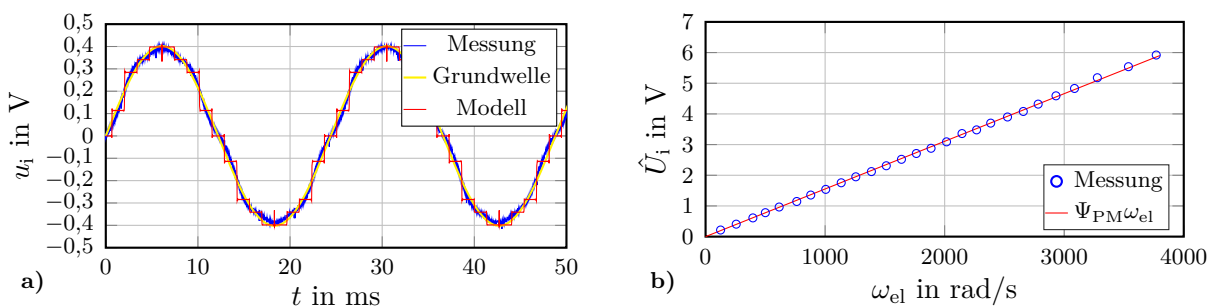 0,5
0,4
0,3
0,2
0,1
0
−0,1
−0,2
−0,3
−0,4
−0,5
u_i in V
0 10 20 30 40 50
t in ms
Messung
Grundwelle
Modell
a)
7
6
5
4
3
2
1
0
Û_i in V
0 1000 2000 3000 4000
ω_el in rad/s
Messung
Ψ_PM ω_el
b)